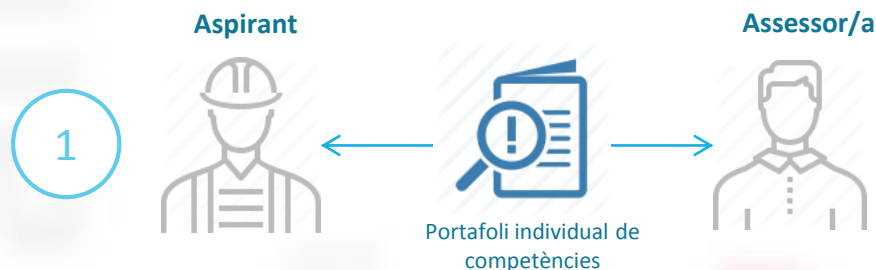 Aspirant
Assessor/a
1
Portafoli individual de
competències